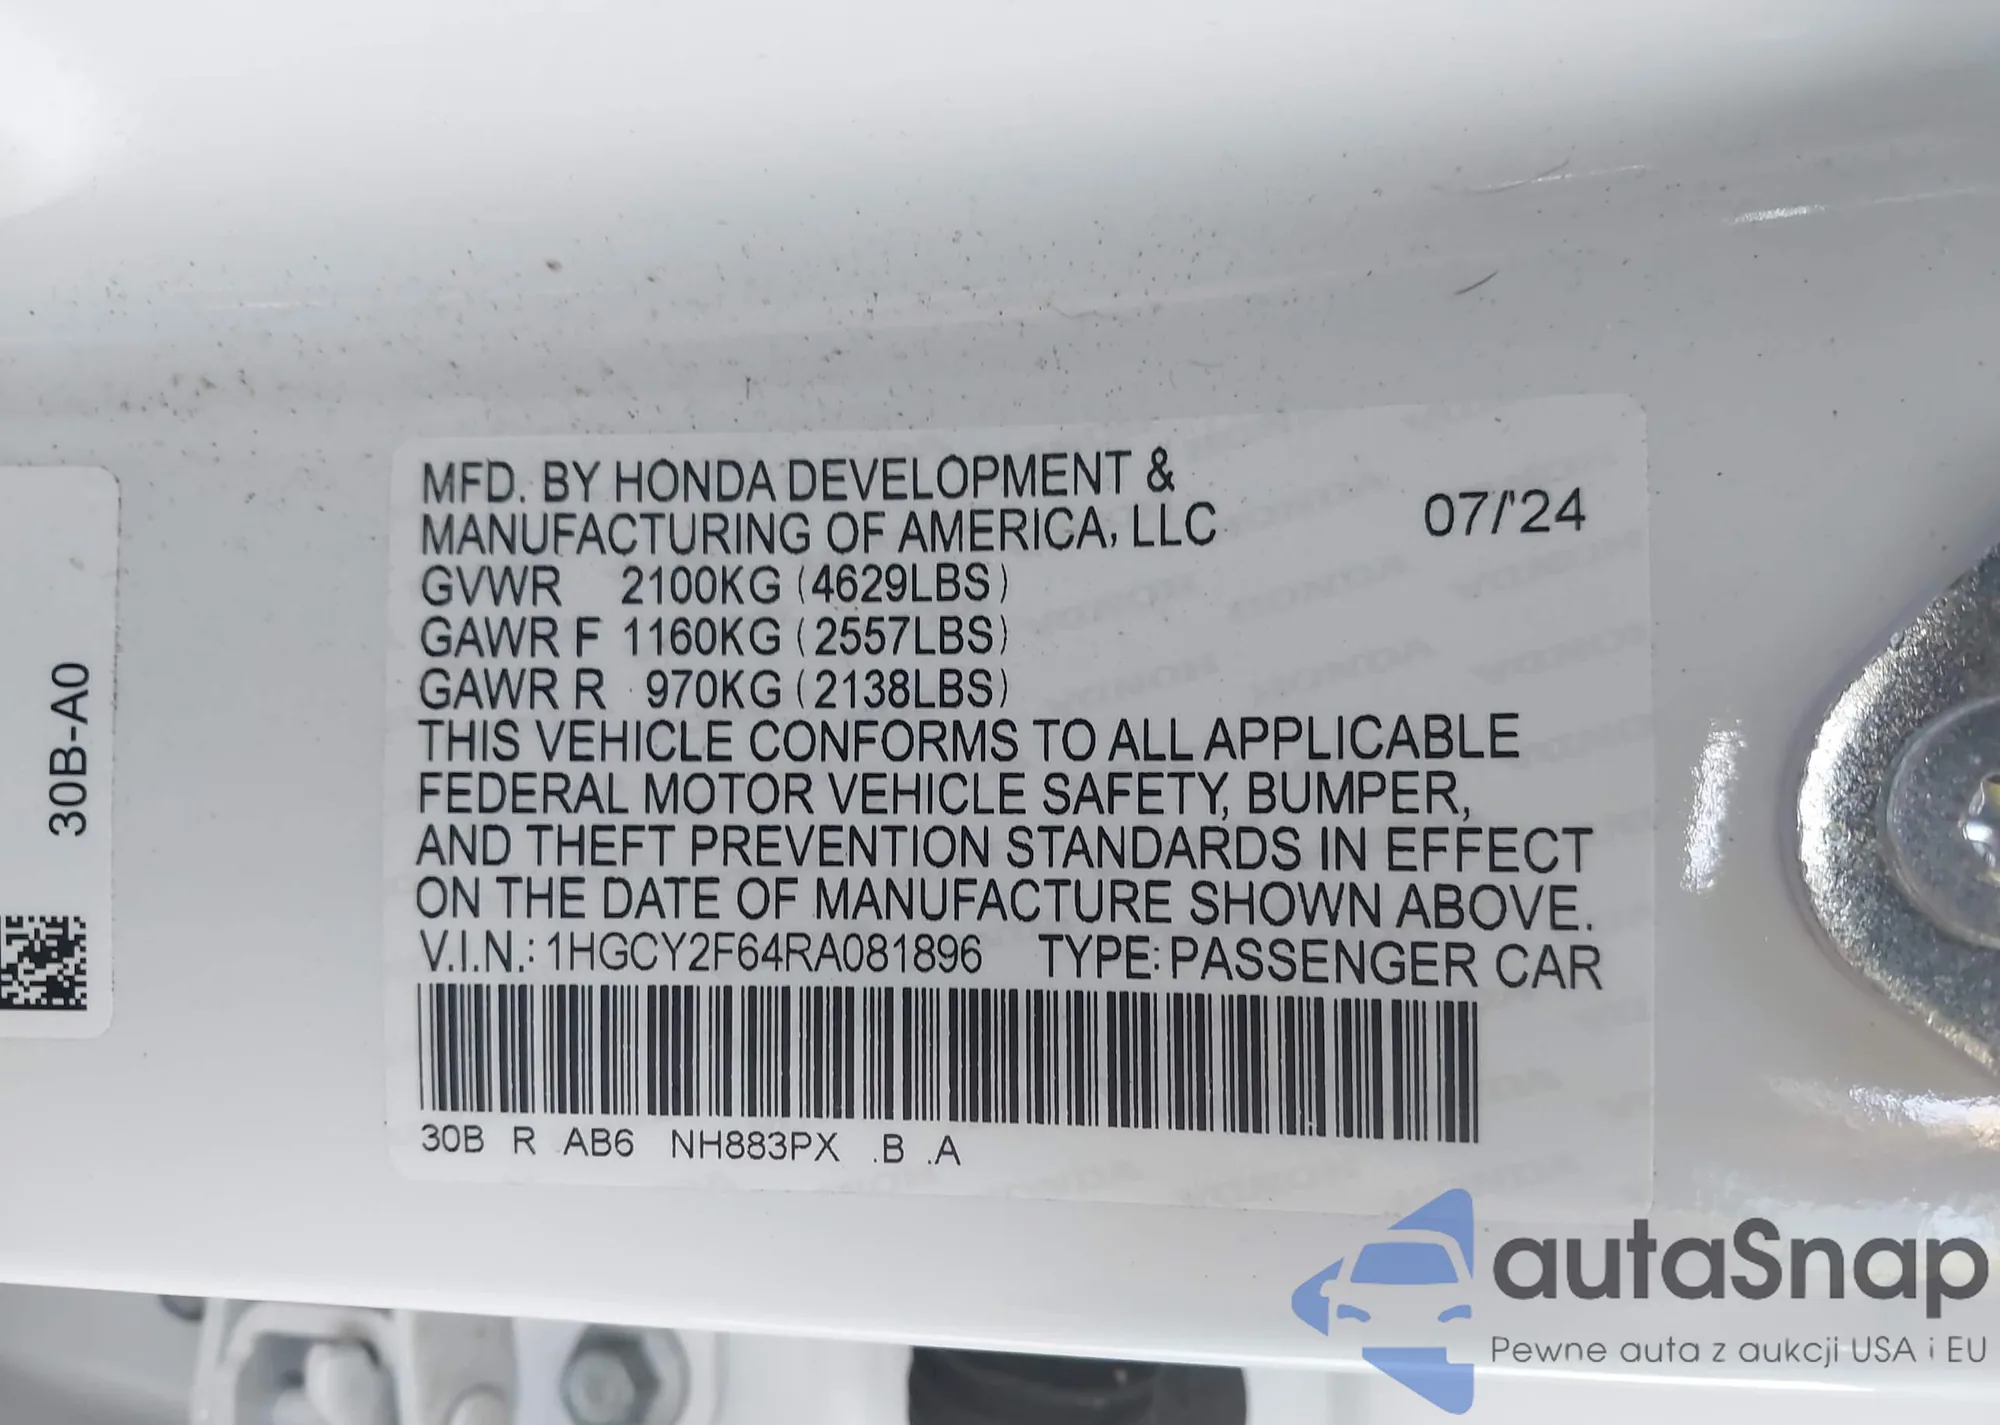 MFD. BY HONDA DEVELOPMENT &
MANUFACTURING OF AMERICA, LLC
07/'24
GVWR 2100KG (4629LBS)
GAWR F 1160KG (2557LBS)
GAWR R 970KG (2138LBS)
THIS VEHICLE CONFORMS TO ALL APPLICABLE
FEDERAL MOTOR VEHICLE SAFETY, BUMPER,
AND THEFT PREVENTION STANDARDS IN EFFECT
ON THE DATE OF MANUFACTURE SHOWN ABOVE.
V.I.N.: 1HGCY2F64RA081896 TYPE: PASSENGER CAR
30B R AB6 NH883PX .B .A
30B-A0
autaSnap
Pewne auta z aukcji USA i EU